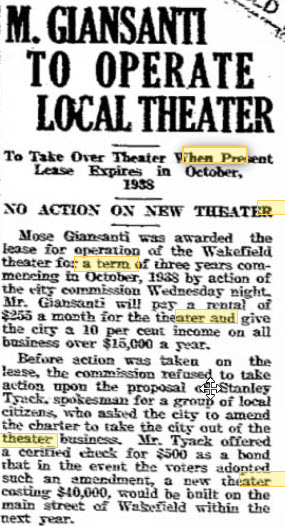 M. GIANSANTI
TO OPERATE
LOCAL THEATER
To Take Over Theater When Present
Lease Expires in October,
1938
NO ACTION ON NEW THEATER
Mose Giansanti was awarded the
lease for operation of the Wakefield
theater for a term of three years com-
mencing in October, 1938 by action of
the city commission Wednesday night.
Mr. Giansanti will pay a rental of
$255 a month for the theater and give
the city a 10 per cent income on all
business over $15,000 a year.
Before action was taken on the
lease, the commission refused to take
action upon the proposal of Stanley
Tyack, spokesman for a group of local
citizens, who asked the city to amend
the charter to take the city out of the
theater business. Mr. Tyack offered
a cerified check for $500 as a bond
that in the event the voters adopted
such an amendment, a new theater
costing $40,000, would be built on the
main street of Wakefield within the
next year.